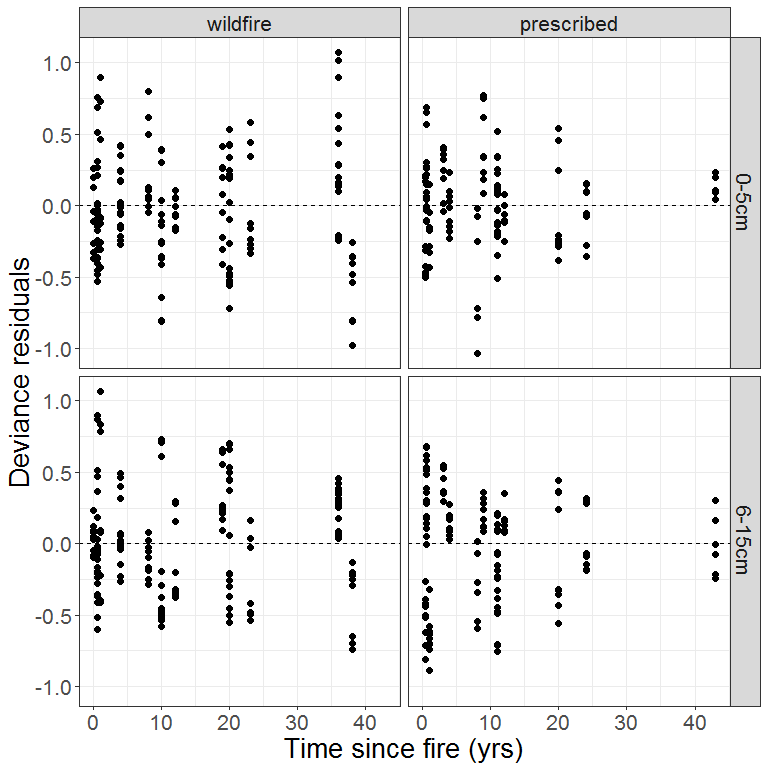 wildfire prescribed
Deviance residuals
1.0
0.5
0.0
-0.5
-1.0
0-5cm
1.0
0.5
0.0
-0.5
-1.0
6-15cm
0 10 20 30 40 0 10 20 30 40
Time since fire (yrs)